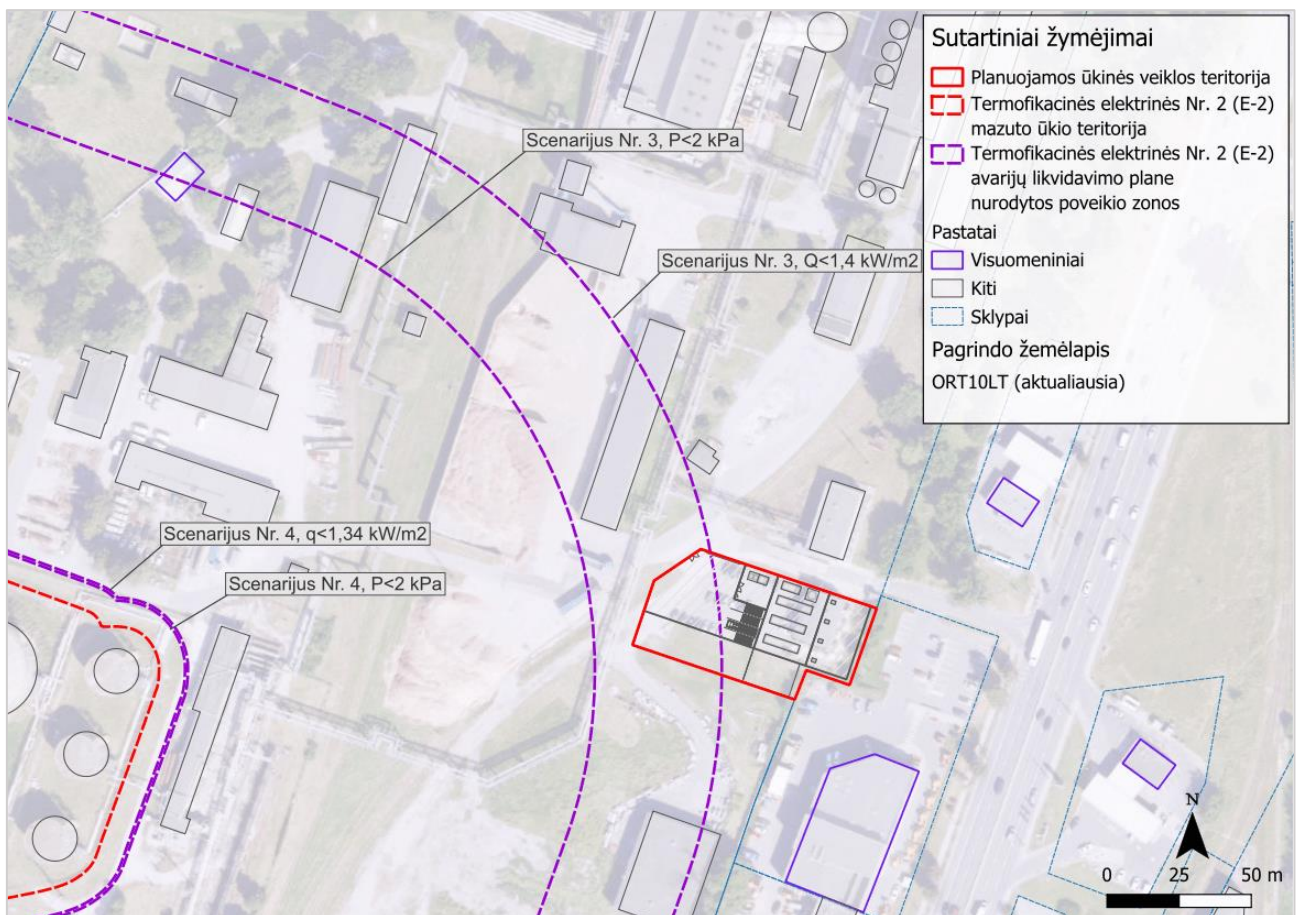 Sutartiniai žymėjimai
Planuojamos ūkinės veiklos teritorija
Termofikacinės elektrinės Nr. 2 (E-2)
mazuto ūkio teritorija
Termofikacinės elektrinės Nr. 2 (E-2)
avarijų likvidavimo plane
nurodytos poveikio zonos
Pastatai
Visuomeniniai
Kiti
Sklypai
Pagrindo žemėlapis
ORT10LT (aktualiausia)
Scenarijus Nr. 3, P<2 kPa
Scenarijus Nr. 3, Q<1,4 kW/m2
Scenarijus Nr. 4, q<1,34 kW/m2
Scenarijus Nr. 4, P<2 kPa
N
0 25 50 m